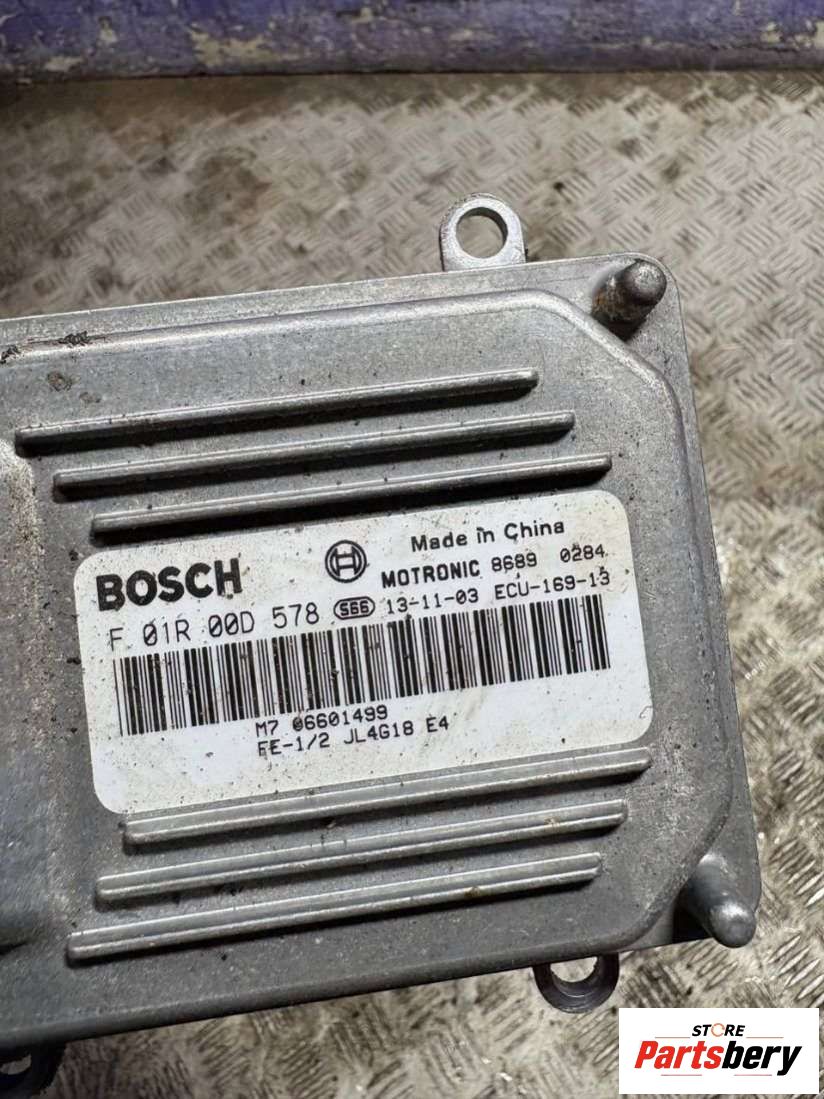 Made in China
BOSCH
MOTRONIC 8689 0284
F 01R 00D 578 S66 13-11-03 ECU-169-13
M7 06601499
FE-1/2 JL4G18 E4
STORE
Partsbery